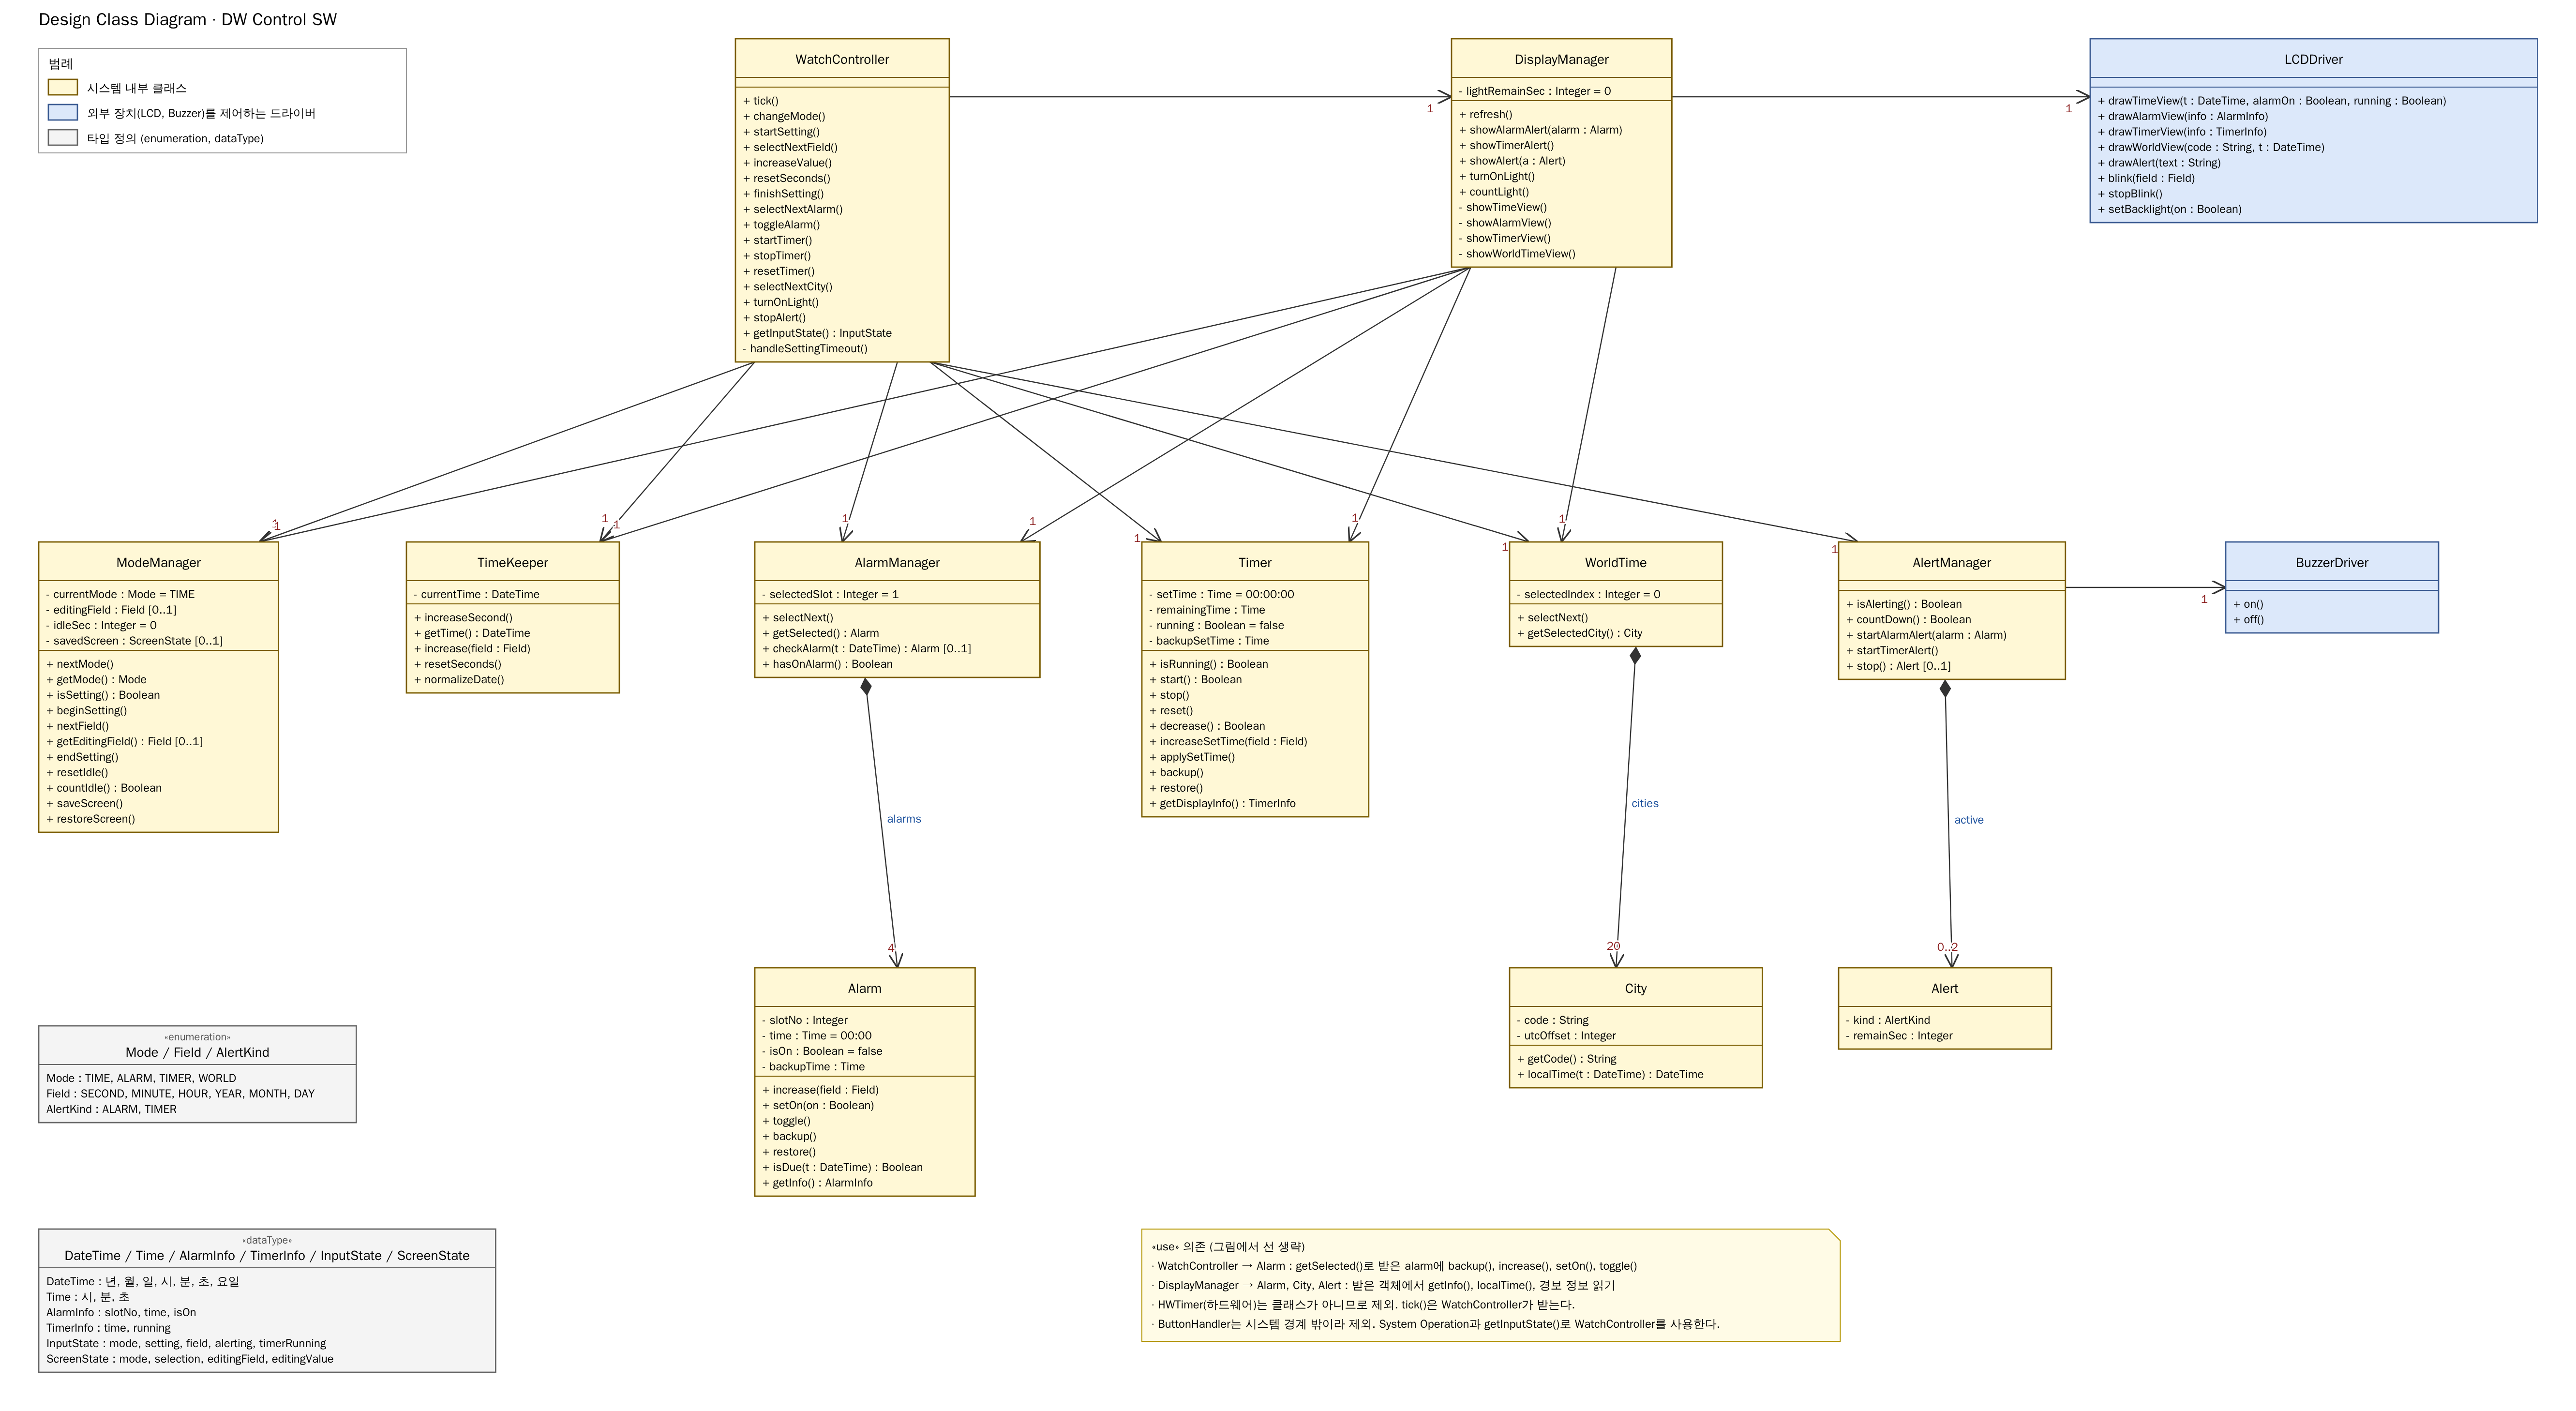 Design Class Diagram · DW Control SW
범례
시스템 내부 클래스
외부 장치(LCD, Buzzer)를 제어하는 드라이버
타입 정의 (enumeration, dataType)
WatchController
+ tick()
+ changeMode()
+ startSetting()
+ selectNextField()
+ increaseValue()
+ resetSeconds()
+ finishSetting()
+ selectNextAlarm()
+ toggleAlarm()
+ startTimer()
+ stopTimer()
+ resetTimer()
+ selectNextCity()
+ turnOnLight()
+ stopAlert()
+ getInputState() : InputState
- handleSettingTimeout()
1
DisplayManager
- lightRemainSec : Integer = 0
+ refresh()
+ showAlarmAlert(alarm : Alarm)
+ showTimerAlert()
+ showAlert(a : Alert)
+ turnOnLight()
+ countLight()
- showTimeView()
- showAlarmView()
- showTimerView()
- showWorldTimeView()
1
LCDDriver
+ drawTimeView(t : DateTime, alarmOn : Boolean, running : Boolean)
+ drawAlarmView(info : AlarmInfo)
+ drawTimerView(info : TimerInfo)
+ drawWorldView(code : String, t : DateTime)
+ drawAlert(text : String)
+ blink(field : Field)
+ stopBlink()
+ setBacklight(on : Boolean)
1
1
1
1
1
1
1
1
1
1
1
ModeManager
- currentMode : Mode = TIME
- editingField : Field [0..1]
- idleSec : Integer = 0
- savedScreen : ScreenState [0..1]
+ nextMode()
+ getMode() : Mode
+ isSetting() : Boolean
+ beginSetting()
+ nextField()
+ getEditingField() : Field [0..1]
+ endSetting()
+ resetIdle()
+ countIdle() : Boolean
+ saveScreen()
+ restoreScreen()
TimeKeeper
- currentTime : DateTime
+ increaseSecond()
+ getTime() : DateTime
+ increase(field : Field)
+ resetSeconds()
+ normalizeDate()
AlarmManager
- selectedSlot : Integer = 1
+ selectNext()
+ getSelected() : Alarm
+ checkAlarm(t : DateTime) : Alarm [0..1]
+ hasOnAlarm() : Boolean
Timer
- setTime : Time = 00:00:00
- remainingTime : Time
- running : Boolean = false
- backupSetTime : Time
+ isRunning() : Boolean
+ start() : Boolean
+ stop()
+ reset()
+ decrease() : Boolean
+ increaseSetTime(field : Field)
+ applySetTime()
+ backup()
+ restore()
+ getDisplayInfo() : TimerInfo
WorldTime
- selectedIndex : Integer = 0
+ selectNext()
+ getSelectedCity() : City
AlertManager
+ isAlerting() : Boolean
+ countDown() : Boolean
+ startAlarmAlert(alarm : Alarm)
+ startTimerAlert()
+ stop() : Alert [0..1]
1
BuzzerDriver
+ on()
+ off()
alarms
cities
active
4
20
0..2
Alarm
- slotNo : Integer
- time : Time = 00:00
- isOn : Boolean = false
- backupTime : Time
+ increase(field : Field)
+ setOn(on : Boolean)
+ toggle()
+ backup()
+ restore()
+ isDue(t : DateTime) : Boolean
+ getInfo() : AlarmInfo
City
- code : String
- utcOffset : Integer
+ getCode() : String
+ localTime(t : DateTime) : DateTime
Alert
- kind : AlertKind
- remainSec : Integer
«enumeration»
Mode / Field / AlertKind
Mode : TIME, ALARM, TIMER, WORLD
Field : SECOND, MINUTE, HOUR, YEAR, MONTH, DAY
AlertKind : ALARM, TIMER
«dataType»
DateTime / Time / AlarmInfo / TimerInfo / InputState / ScreenState
DateTime : 년, 월, 일, 시, 분, 초, 요일
Time : 시, 분, 초
AlarmInfo : slotNo, time, isOn
TimerInfo : time, running
InputState : mode, setting, field, alerting, timerRunning
ScreenState : mode, selection, editingField, editingValue
«use» 의존 (그림에서 선 생략)
· WatchController → Alarm : getSelected()로 받은 alarm에 backup(), increase(), setOn(), toggle()
· DisplayManager → Alarm, City, Alert : 받은 객체에서 getInfo(), localTime(), 경보 정보 읽기
· HWTimer(하드웨어)는 클래스가 아니므로 제외. tick()은 WatchController가 받는다.
· ButtonHandler는 시스템 경계 밖이라 제외. System Operation과 getInputState()로 WatchController를 사용한다.